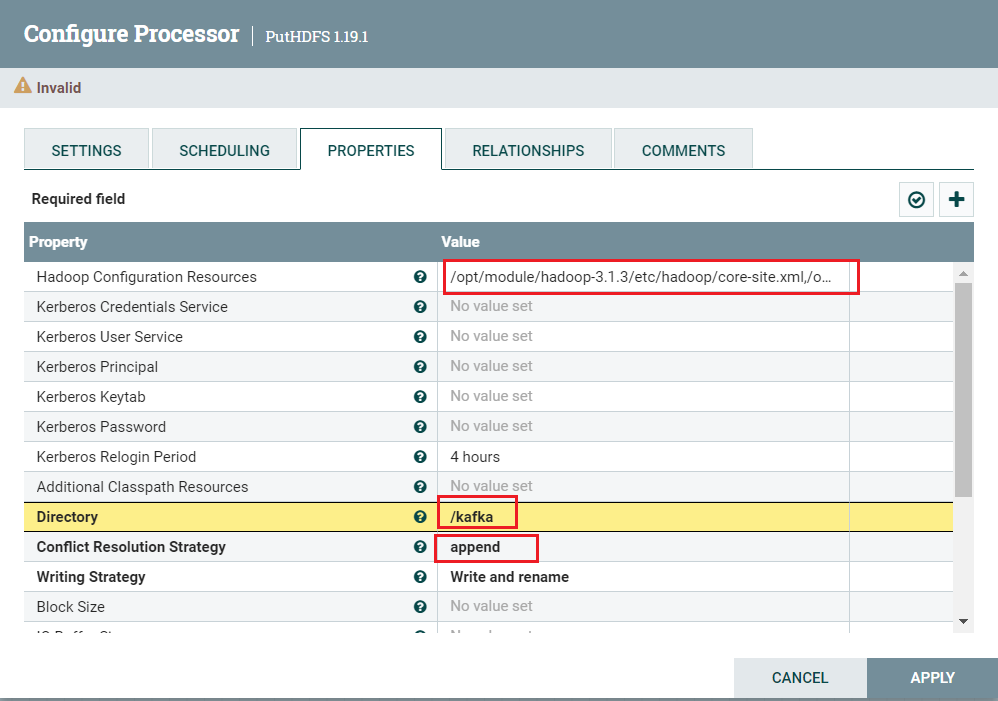 Configure Processor | PutHDFS 1.19.1
Invalid
SETTINGS SCHEDULING PROPERTIES RELATIONSHIPS COMMENTS
Required field
Property Value
Hadoop Configuration Resources /opt/module/hadoop-3.1.3/etc/hadoop/core-site.xml,/o...
Kerberos Credentials Service No value set
Kerberos User Service No value set
Kerberos Principal No value set
Kerberos Keytab No value set
Kerberos Password No value set
Kerberos Relogin Period 4 hours
Additional Classpath Resources No value set
Directory /kafka
Conflict Resolution Strategy append
Writing Strategy Write and rename
Block Size No value set
CANCEL APPLY